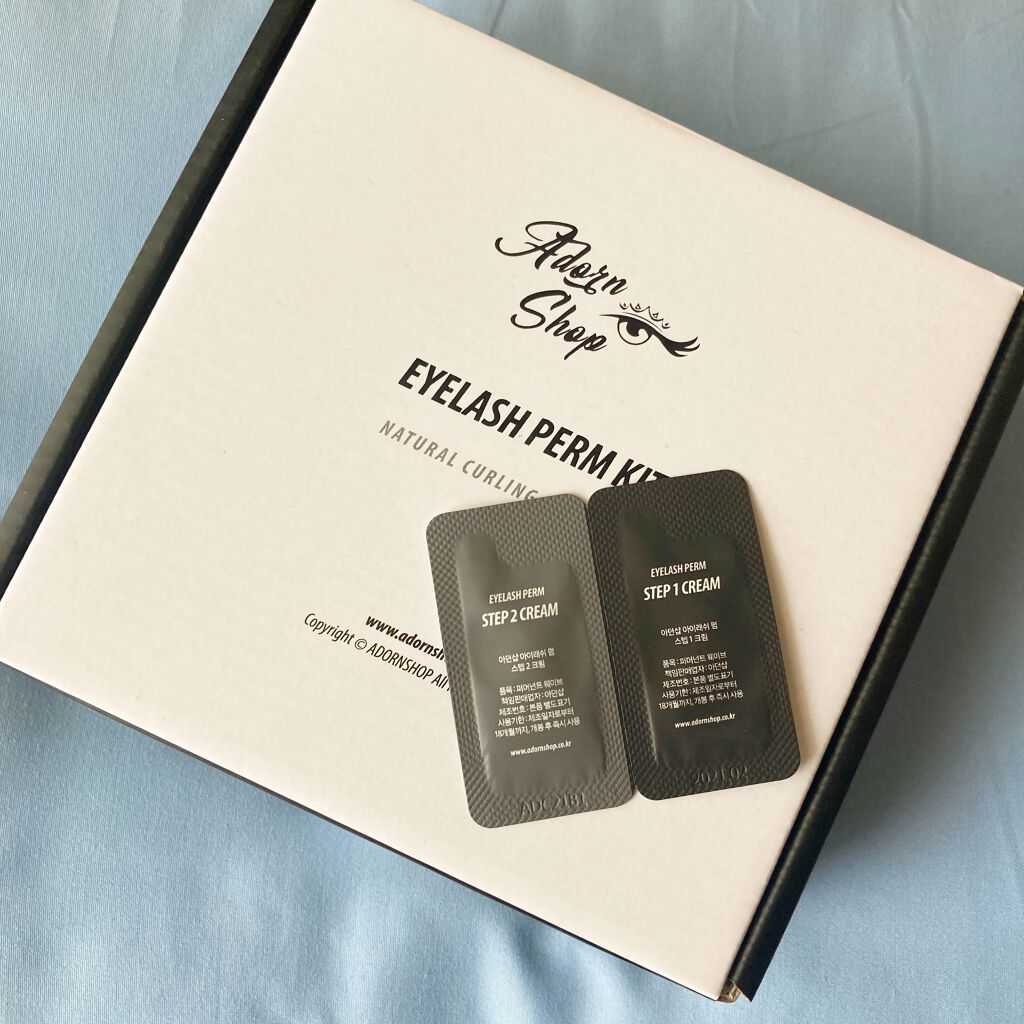 Adorn
Shop
EYELASH PERM KIT
NATURAL CURLING
www.adornsh
Copyright © ADORNSHOP All
EYELASH PERM
STEP 2 CREAM
아던샵 아이래쉬 펌
스텝 2 크림
품목 : 퍼머넌트 웨이브
책임판매업자 : 아던샵
제조번호 : 본품 별도표기
사용기한 : 제조일자로부터
18개월까지, 개봉 후 즉시 사용
www.adornshop.co.kr
ADC21B1
EYELASH PERM
STEP 1 CREAM
아던샵 아이래쉬 펌
스텝 1 크림
품목 : 퍼머넌트 웨이브
책임판매업자 : 아던샵
제조번호 : 본품 별도표기
사용기한 : 제조일자로부터
18개월까지, 개봉 후 즉시 사용
www.adornshop.co.kr
2021.02